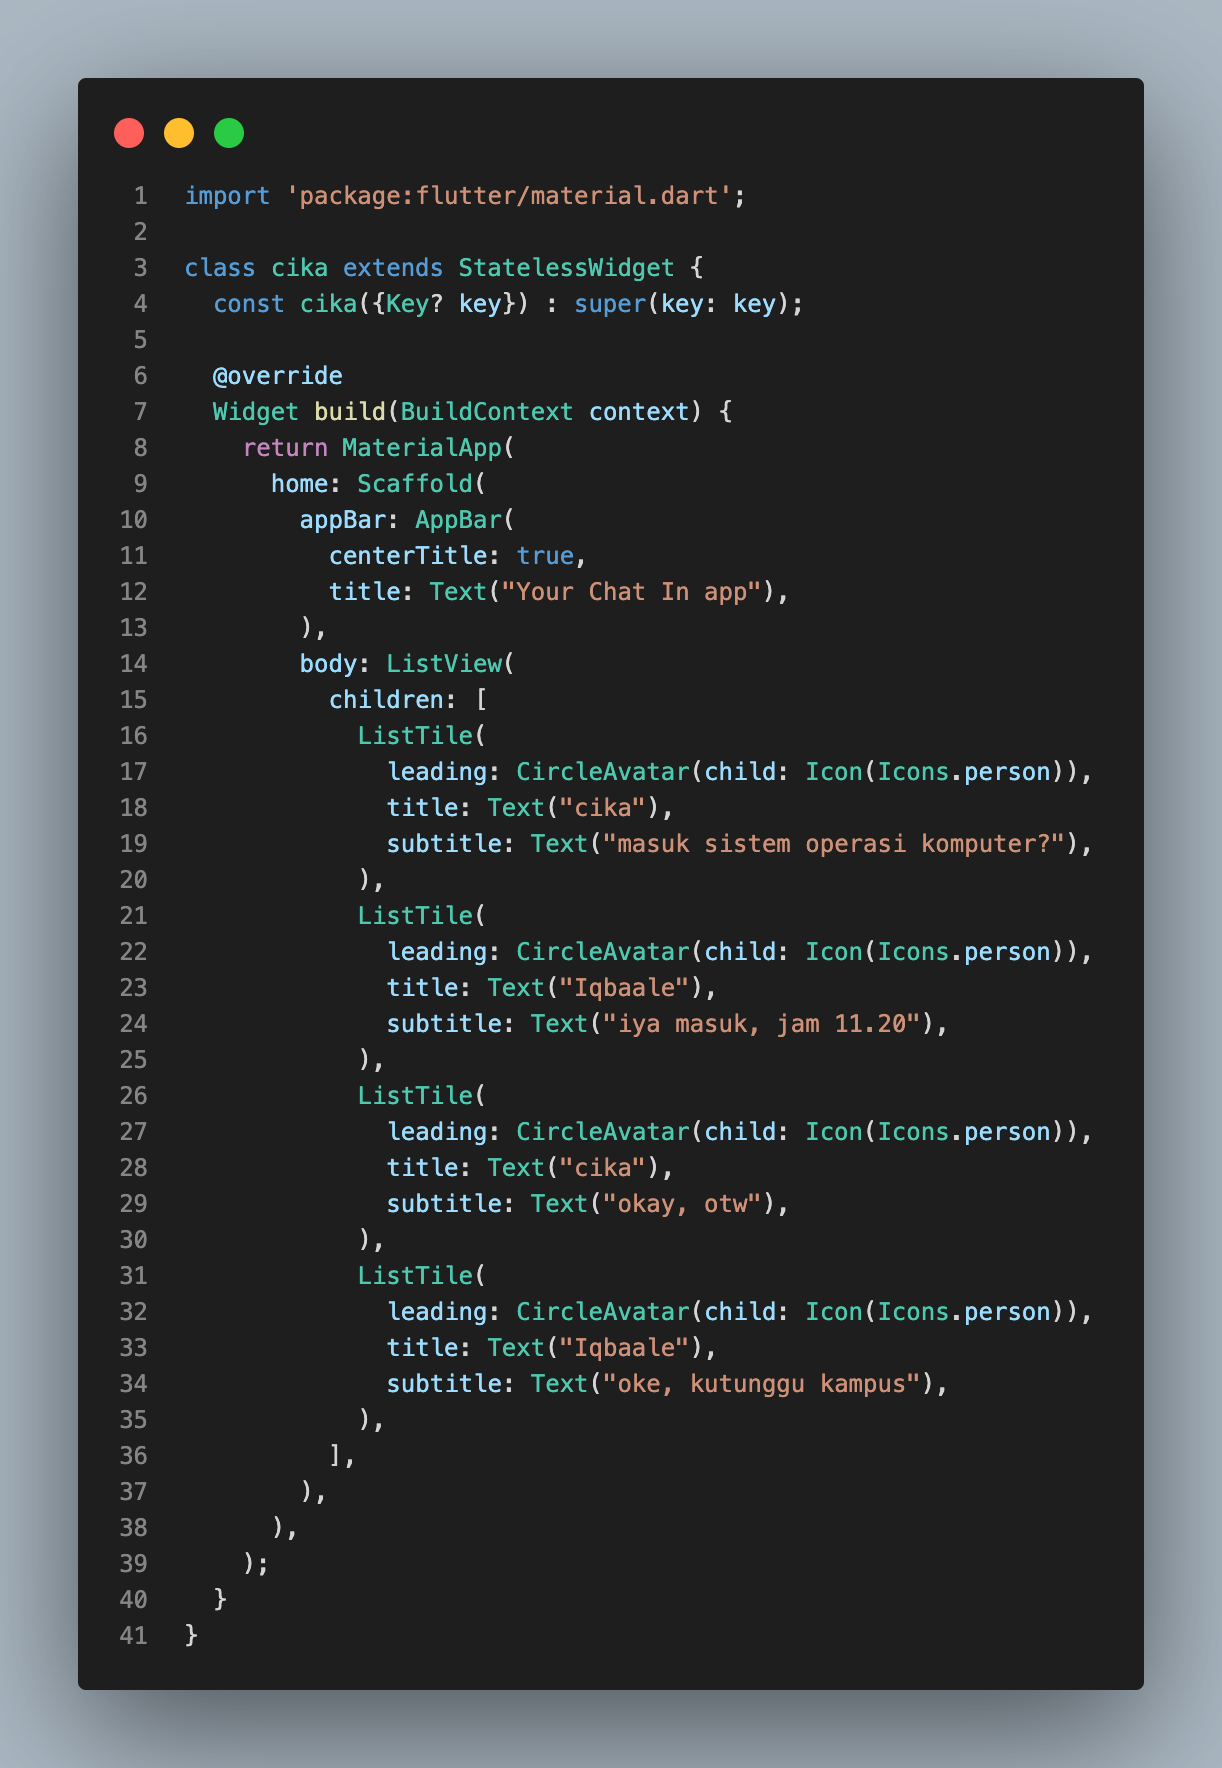 1 import 'package:flutter/material.dart';
2
3 class cika extends StatelessWidget {
4   const cika({Key? key}) : super(key: key);
5
6   @override
7   Widget build(BuildContext context) {
8     return MaterialApp(
9       home: Scaffold(
10         appBar: AppBar(
11           centerTitle: true,
12           title: Text("Your Chat In app"),
13         ),
14         body: ListView(
15           children: [
16             ListTile(
17               leading: CircleAvatar(child: Icon(Icons.person)),
18               title: Text("cika"),
19               subtitle: Text("masuk sistem operasi komputer?"),
20             ),
21             ListTile(
22               leading: CircleAvatar(child: Icon(Icons.person)),
23               title: Text("Iqbaale"),
24               subtitle: Text("iya masuk, jam 11.20"),
25             ),
26             ListTile(
27               leading: CircleAvatar(child: Icon(Icons.person)),
28               title: Text("cika"),
29               subtitle: Text("okay, otw"),
30             ),
31             ListTile(
32               leading: CircleAvatar(child: Icon(Icons.person)),
33               title: Text("Iqbaale"),
34               subtitle: Text("oke, kutunggu kampus"),
35             ),
36           ],
37         ),
38       ),
39     );
40   }
41 }